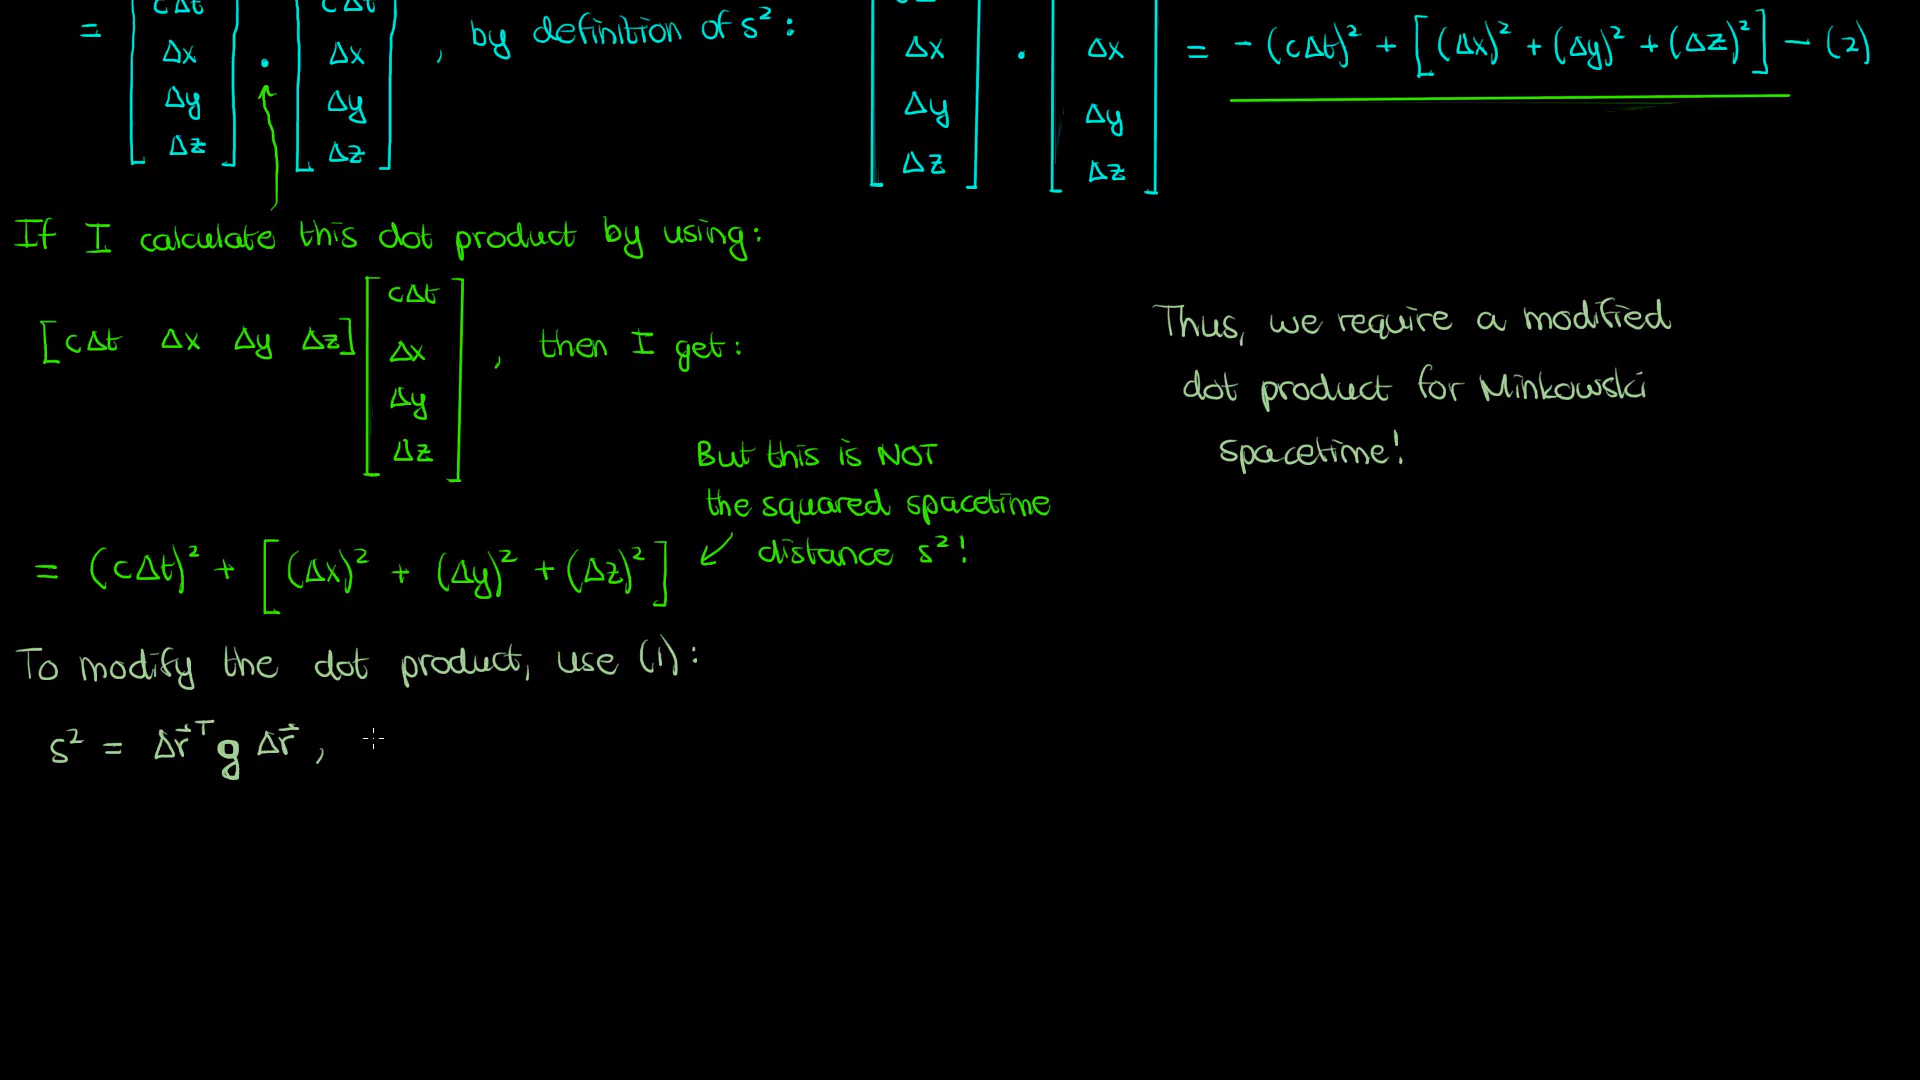 = [cΔt Δx Δy Δz] · [cΔt Δx Δy Δz] , by definition of s²: [Δx Δy Δz] · [Δx Δy Δz] = -(cΔt)² + [(Δx)² + (Δy)² + (Δz)²] - (2)
If I calculate this dot product by using:
[cΔt Δx Δy Δz] [cΔt Δx Δy Δz] , then I get:
Thus, we require a modified
dot product for Minkowski
spacetime!
But this is NOT
the squared spacetime
distance s²!
= (cΔt)² + [(Δx)² + (Δy)² + (Δz)²]
To modify the dot product, use (1):
s² = Δr⃗ᵀ g Δr⃗ ,